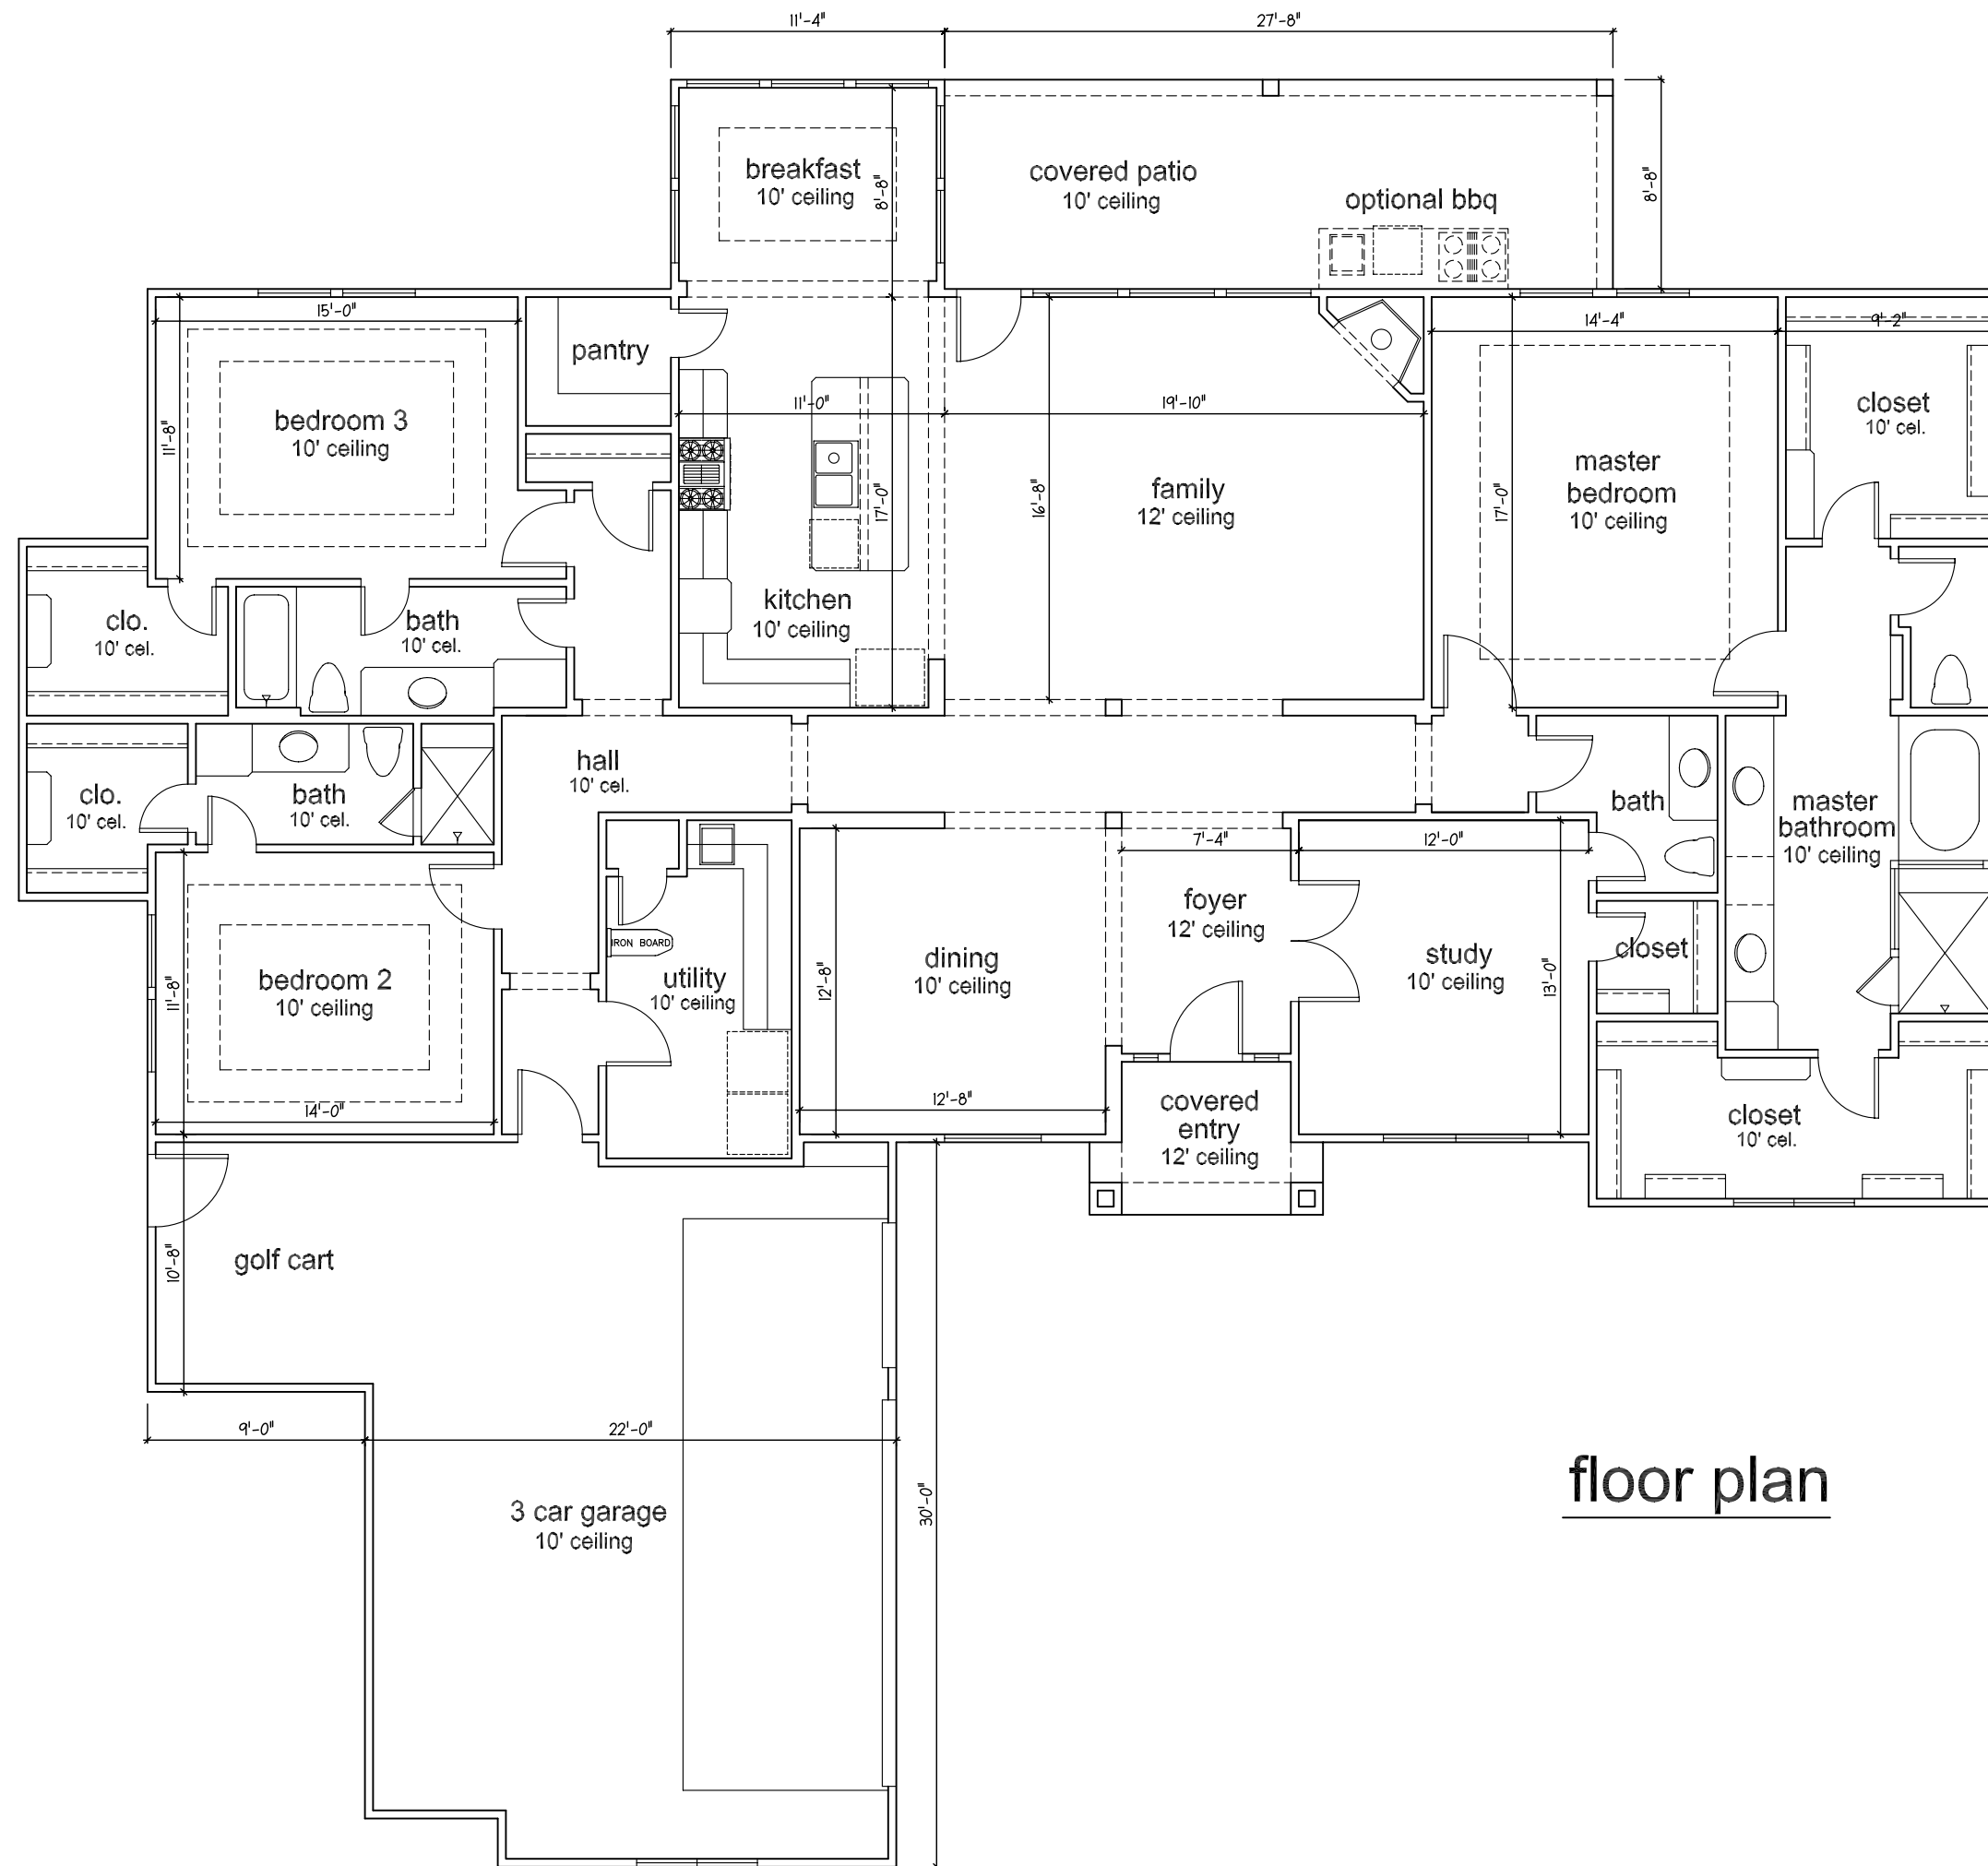 11'-4"
27'-8"
breakfast
10' ceiling
8'-8"
covered patio
10' ceiling
optional bbq
8'-8"
15'-0"
11'-8"
bedroom 3
10' ceiling
pantry
11'-0"
17'-0"
kitchen
10' ceiling
19'-10"
16'-8"
family
12' ceiling
14'-4"
17'-0"
master
bedroom
10' ceiling
9'-2"
closet
10' cel.
clo.
10' cel.
bath
10' cel.
clo.
10' cel.
bath
10' cel.
hall
10' cel.
bath
master
bathroom
10' ceiling
7'-4"
12'-0"
foyer
12' ceiling
IRON BOARD
utility
10' ceiling
12'-8"
dining
10' ceiling
12'-8"
study
10' ceiling
13'-0"
closet
11'-8"
bedroom 2
10' ceiling
14'-0"
covered
entry
12' ceiling
closet
10' cel.
golf cart
10'-8"
9'-0"
22'-0"
30'-0"
3 car garage
10' ceiling
floor plan